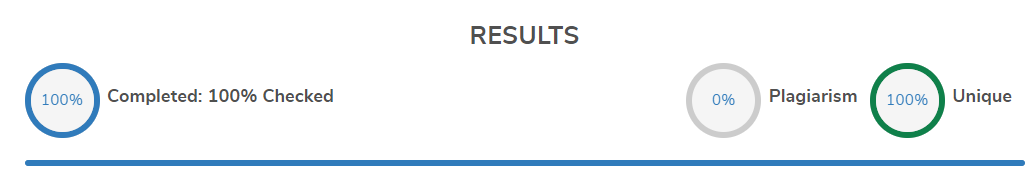 RESULTS
100% Completed: 100% Checked 0% Plagiarism 100% Unique